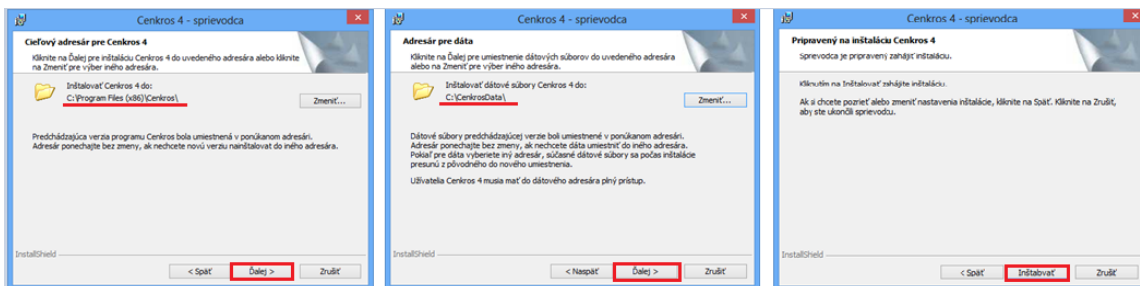 Cenkros 4 - sprievodca
Cieľový adresár pre Cenkros 4
Kliknite na Ďalej pre inštaláciu Cenkros 4 do uvedeného adresára alebo kliknite
na Zmeniť pre výber iného adresára.
Inštalovať Cenkros 4 do:
C:\Program Files (x86)\Cenkros\
Zmeniť...
Predchádzajúca verzia programu Cenkros bola umiestnená v ponúkanom adresári.
Adresár ponechajte bez zmeny, ak nechcete novú verziu nainštalovať do iného adresára.
InstallShield
< Späť
Ďalej >
Zrušiť
Cenkros 4 - sprievodca
Adresár pre dáta
Kliknite na Ďalej pre umiestnenie dátových súborov do uvedeného adresára
alebo na Zmeniť pre výber iného adresára.
Inštalovať dátové súbory Cenkros 4 do:
C:\CenkrosData\
Zmeniť...
Dátové súbory predchádzajúcej verzie boli umiestnené v ponúkanom adresári.
Adresár ponechajte bez zmeny, ak nechcete dáta umiestniť do iného adresára.
Pokiaľ pre dáta vyberiete iný adresár, súčasné dátové súbory sa počas inštalácie
presunú z pôvodného do nového umiestnenia.
Užívatelia Cenkros 4 musia mať do dátového adresára plný prístup.
InstallShield
< Naspäť
Ďalej >
Zrušiť
Cenkros 4 - sprievodca
Pripravený na inštaláciu Cenkros 4
Sprievodca je pripravený zahájiť inštaláciu.
Kliknutím na Inštalovať zahájite inštaláciu.
Ak si chcete pozrieť alebo zmeniť nastavenia inštalácie, kliknite na Späť. Kliknite na Zrušiť,
aby ste ukončili sprievodcu.
InstallShield
< Späť
Inštalovať
Zrušiť